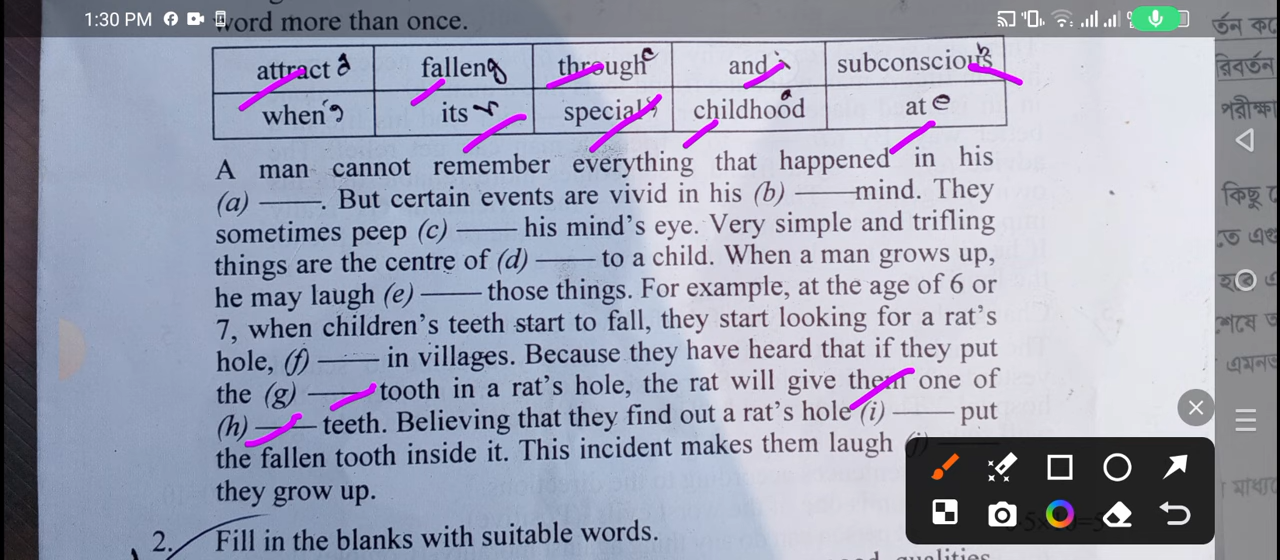 1:30 PM
word more than once.
attract d fallen g through c and i subconscious b
when j its special childhood a at e
A man cannot remember everything that happened in his
(a) ——. But certain events are vivid in his (b) ——mind. They
sometimes peep (c) —— his mind's eye. Very simple and trifling
things are the centre of (d) —— to a child. When a man grows up,
he may laugh (e) —— those things. For example, at the age of 6 or
7, when children's teeth start to fall, they start looking for a rat's
hole, (f) —— in villages. Because they have heard that if they put
the (g) —— tooth in a rat's hole, the rat will give them one of
(h) —— teeth. Believing that they find out a rat's hole (i) —— put
the fallen tooth inside it. This incident makes them laugh (j) ——
they grow up.
2. Fill in the blanks with suitable words.